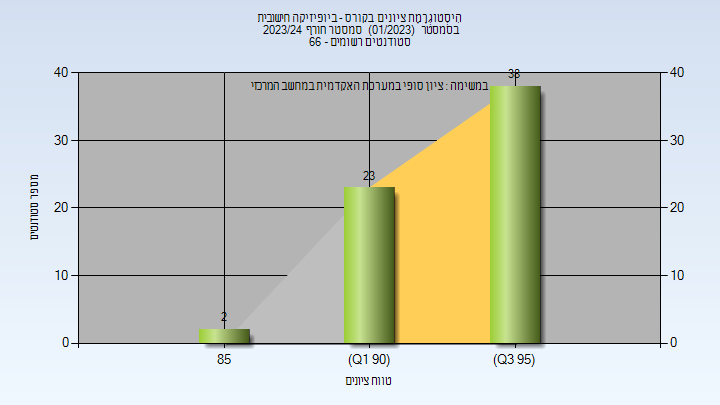 היסטוגרמת ציונים בקורס - ביופיזיקה חישובית
בסמסטר (01/2023) סמסטר חורף 2023/24
סטודנטים רשומים - 66
במשימה : ציון סופי במערכת האקדמית במחשב המרכזי
40
30
20
10
0
40
30
20
10
0
2
23
38
מספר סטודנטים
85
(Q1 90)
(Q3 95)
טווח ציונים